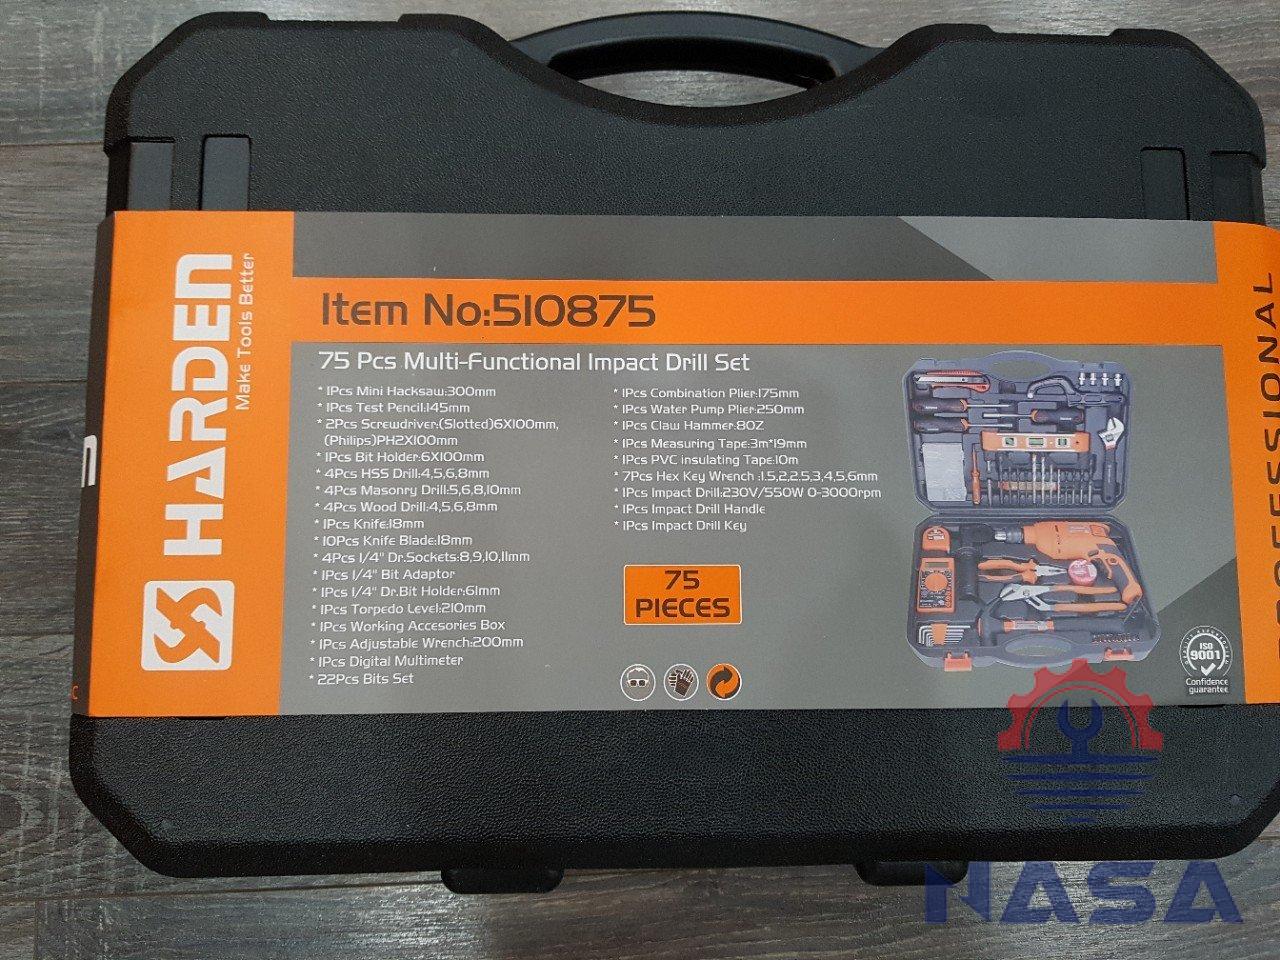 HARDEN
Make Tools Better
Item No:510875
75 Pcs Multi-Functional Impact Drill Set
* 1Pcs Mini Hacksaw:300mm
* 1Pcs Test Pencil:145mm
* 2Pcs Screwdriver:(Slotted)6X100mm,
(Philips)PH2X100mm
* 1Pcs Bit Holder:6X100mm
* 4Pcs HSS Drill:4,5,6,8mm
* 4Pcs Masonry Drill:5,6,8,10mm
* 4Pcs Wood Drill:4,5,6,8mm
* 1Pcs Knife:18mm
* 10Pcs Knife Blade:18mm
* 4Pcs 1/4" Dr.Sockets:8,9,10,11mm
* 1Pcs 1/4" Bit Adaptor
* 1Pcs 1/4" Dr.Bit Holder:61mm
* 1Pcs Torpedo Level:210mm
* 1Pcs Working Accesories Box
* 1Pcs Adjustable Wrench:200mm
* 1Pcs Digital Multimeter
* 22Pcs Bits Set
* 1Pcs Combination Plier:175mm
* 1Pcs Water Pump Plier:250mm
* 1Pcs Claw Hammer:8OZ
* 1Pcs Measuring Tape:3m*19mm
* 1Pcs PVC insulating Tape:10m
* 7Pcs Hex Key Wrench :1.5,2,2.5,3,4,5,6mm
* 1Pcs Impact Drill:230V/550W 0-3000rpm
* 1Pcs Impact Drill Handle
* 1Pcs Impact Drill Key
75
PIECES
ISO
9001
Confidence
guarantee
PROFESSIONAL
NASA